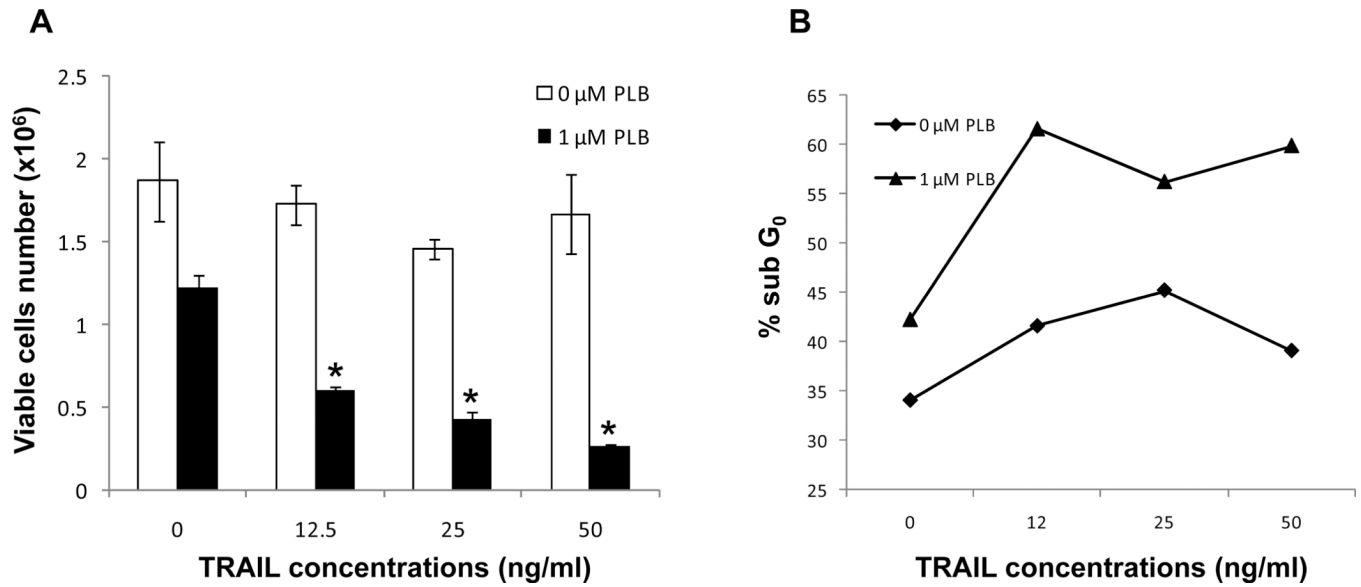 A
Viable cells number (x10⁶)
2.5
2
1.5
1
0.5
0
0 µM PLB
1 µM PLB
*
*
*
0 12.5 25 50
TRAIL concentrations (ng/ml)
B
% sub G₀
65
60
55
50
45
40
35
30
25
0 µM PLB
1 µM PLB
0 12 25 50
TRAIL concentrations (ng/ml)